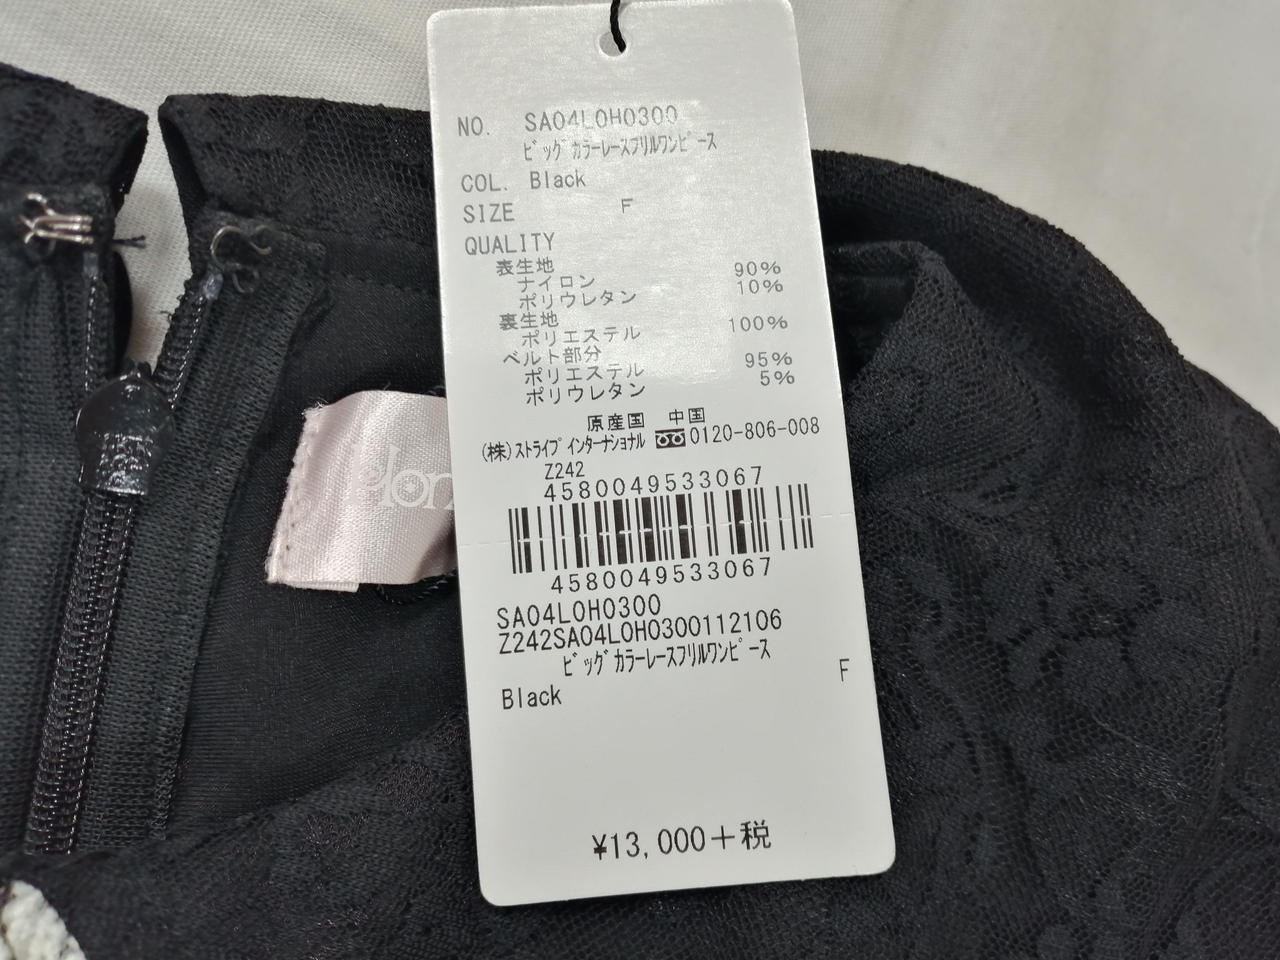 NO. SA04L0H0300
ビッグカラーレースフリルワンピース
COL. Black
SIZE F
QUALITY
表生地
ナイロン 90%
ポリウレタン 10%
裏生地
ポリエステル 100%
ベルト部分
ポリエステル 95%
ポリウレタン 5%
原産国 中国
(株)ストライプインターナショナル 0120-806-008
Z242
4580049533067
4580049533067
SA04L0H0300
Z242SA04L0H0300112106
ビッグカラーレースフリルワンピース
Black F
¥13,000+税